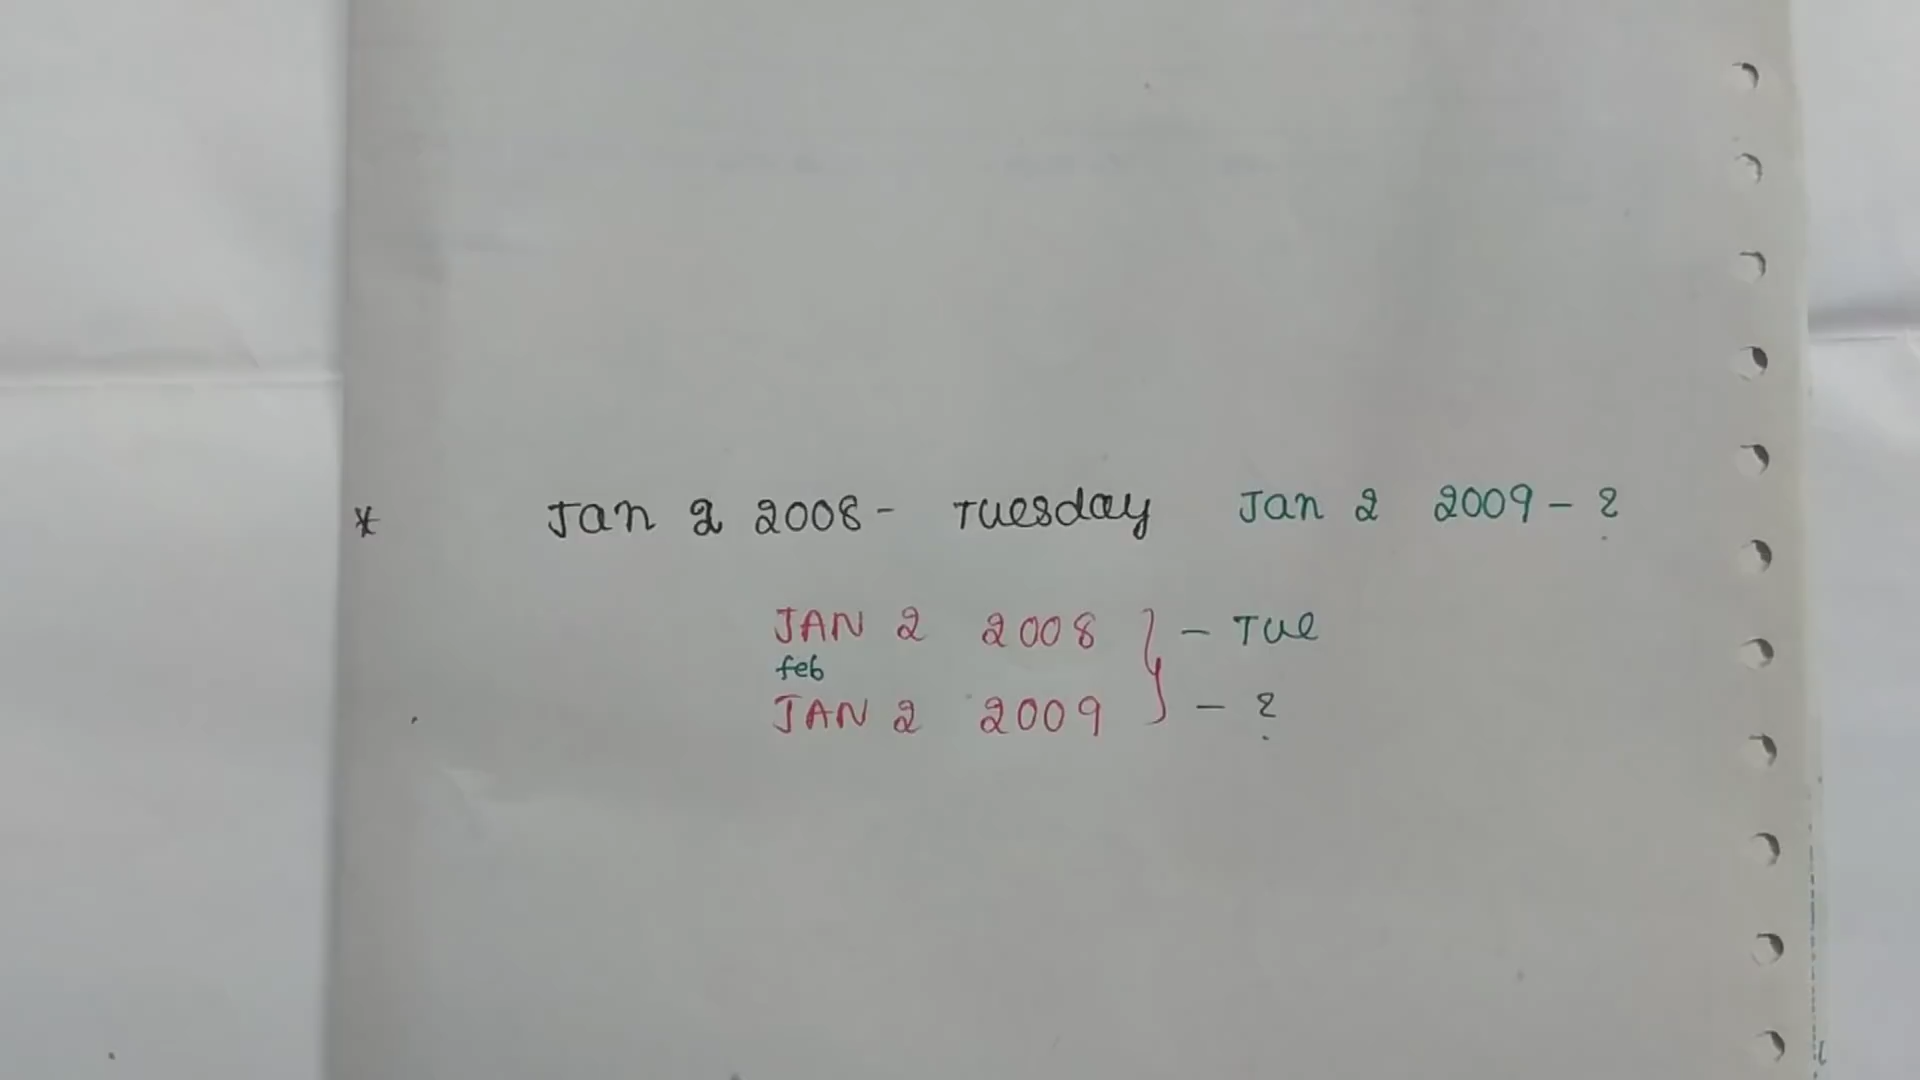 * Jan 2 2008 - Tuesday Jan 2 2009 - ?
JAN 2 2008 } - Tue
feb
JAN 2 2009 - ?